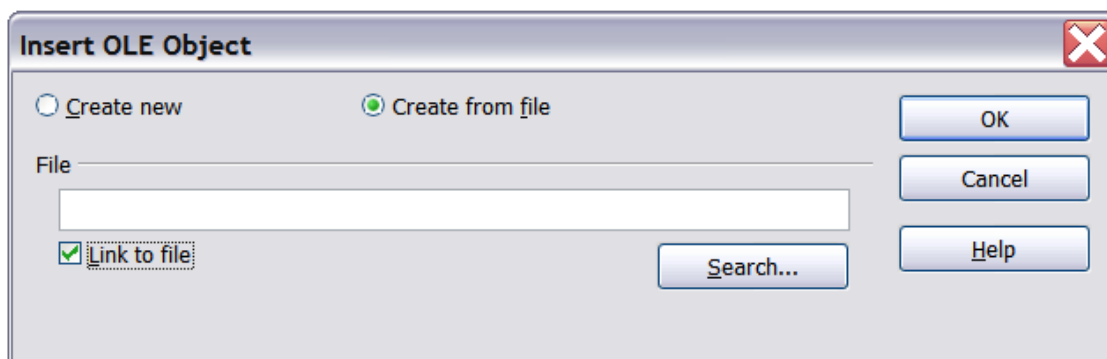 Insert OLE Object
Create new
Create from file
OK
File
Cancel
Link to file
Search...
Help